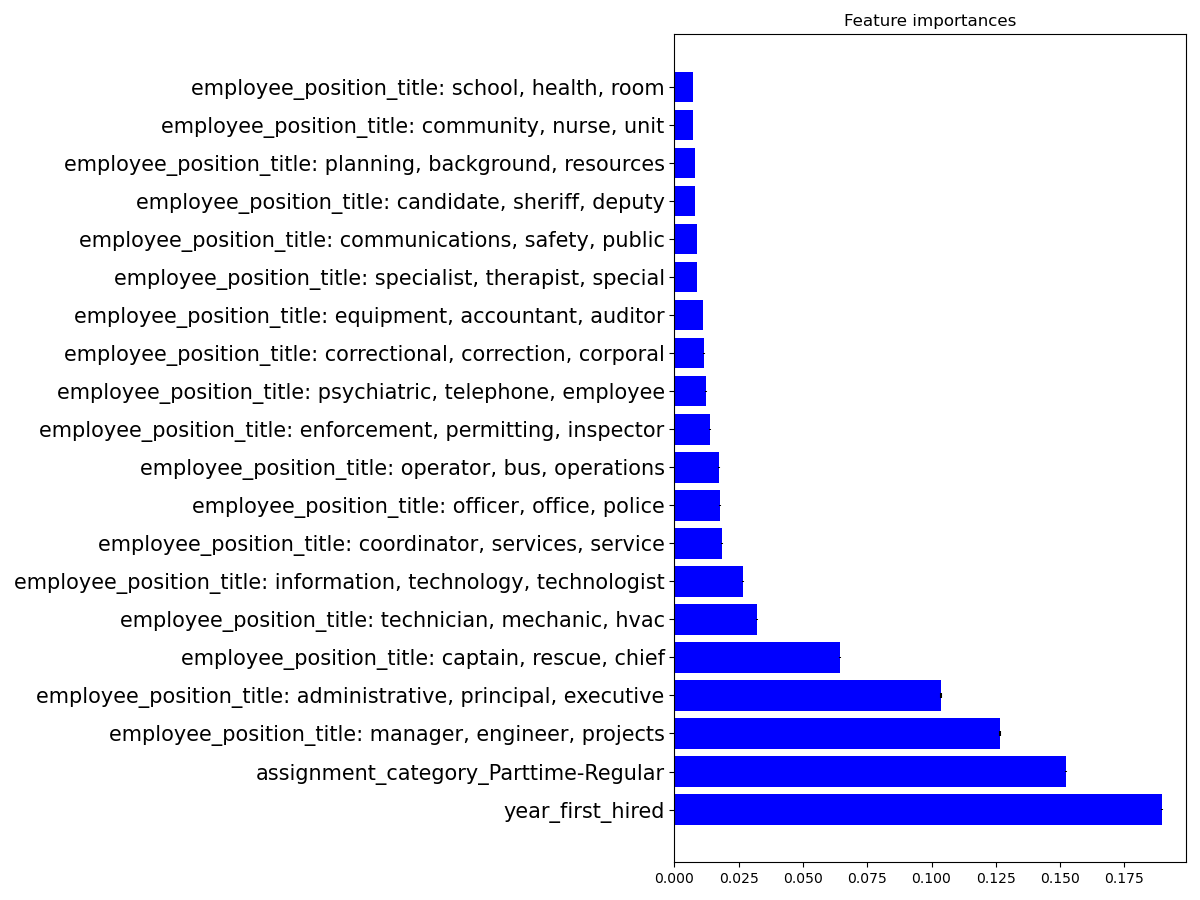 Feature importances
employee_position_title: school, health, room
employee_position_title: community, nurse, unit
employee_position_title: planning, background, resources
employee_position_title: candidate, sheriff, deputy
employee_position_title: communications, safety, public
employee_position_title: specialist, therapist, special
employee_position_title: equipment, accountant, auditor
employee_position_title: correctional, correction, corporal
employee_position_title: psychiatric, telephone, employee
employee_position_title: enforcement, permitting, inspector
employee_position_title: operator, bus, operations
employee_position_title: officer, office, police
employee_position_title: coordinator, services, service
employee_position_title: information, technology, technologist
employee_position_title: technician, mechanic, hvac
employee_position_title: captain, rescue, chief
employee_position_title: administrative, principal, executive
employee_position_title: manager, engineer, projects
assignment_category_Parttime-Regular
year_first_hired
0.000 0.025 0.050 0.075 0.100 0.125 0.150 0.175